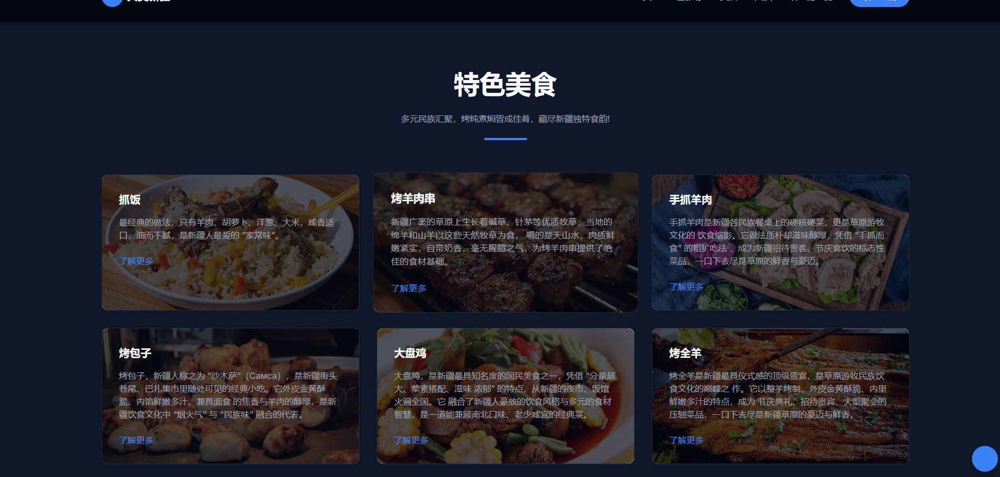 特色美食
多元民族汇聚，烤炖煮焖皆成佳肴，藏尽新疆独特食韵!
抓饭
最经典的做法，只有羊肉、胡萝卜、洋葱、大米，咸香适
口，油而不腻，是新疆人最爱的 “家常味”。
了解更多
烤羊肉串
新疆广袤的草原上生长着碱草、针茅等优质牧草，当地的
绵羊和山羊以这些天然牧草为食， 喝的是天山水，肉质鲜
嫩紧实，自带奶香，毫无腥膻之气，为烤羊肉串提供了绝
佳的食材基础。
了解更多
手抓羊肉
手抓羊肉是新疆各民族餐桌上的硬核硬菜，更是草原游牧
文化的 饮食缩影。它做法质朴却滋味醇厚，凭借 “手抓而
食” 的粗犷吃法 ，成为新疆招待贵客、节庆宴饮的标志性
菜品，一口下去尽是草原的鲜香与豪迈。
了解更多
烤包子
烤包子，新疆人称之为 “沙木萨”（Самса），是新疆街头
巷尾、巴扎集市里随处可见的经典小吃。它外皮金黄酥
脆、内馅鲜嫩多汁，兼具面食 的焦香与羊肉的醇厚，是新
疆饮食文化中 “烟火气” 与 “民族味” 融合的代表。
了解更多
大盘鸡
大盘鸡，是新疆最具知名度的国民美食之一，凭借 “分量超
大、荤素搭配、滋味 浓郁” 的特点，从新疆的夜市、饭馆
火遍全国。它 融合了新疆人豪放的饮食风格与多元的食材
智慧，是一道能兼顾南北口味、老少咸宜的经典菜。
了解更多
烤全羊
烤全羊是新疆最具仪式感的顶级盛宴，是草原游牧民族饮
食文化的巅峰之 作。它以整羊烤制、外皮金黄酥脆、内里
鲜嫩多汁的特点，成为 节庆典礼、招待贵宾、大型聚会的
压轴菜品，一口下去尽是新疆草原的豪迈与鲜香。
了解更多